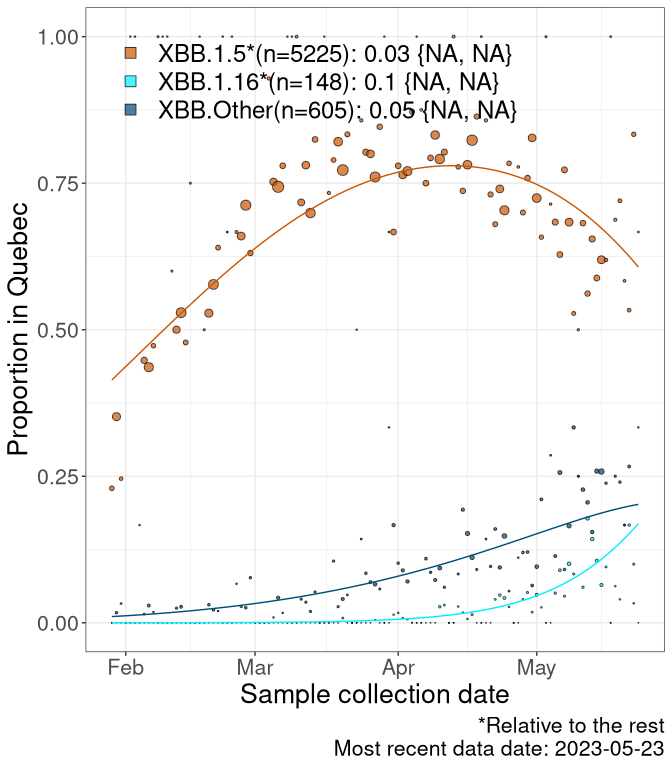 1.00
0.75
0.50
0.25
0.00
Proportion in Quebec
XBB.1.5*(n=5225): 0.03 {NA, NA}
XBB.1.16*(n=148): 0.1 {NA, NA}
XBB.Other(n=605): 0.05 {NA, NA}
Feb Mar Apr May
Sample collection date
*Relative to the rest
Most recent data date: 2023-05-23